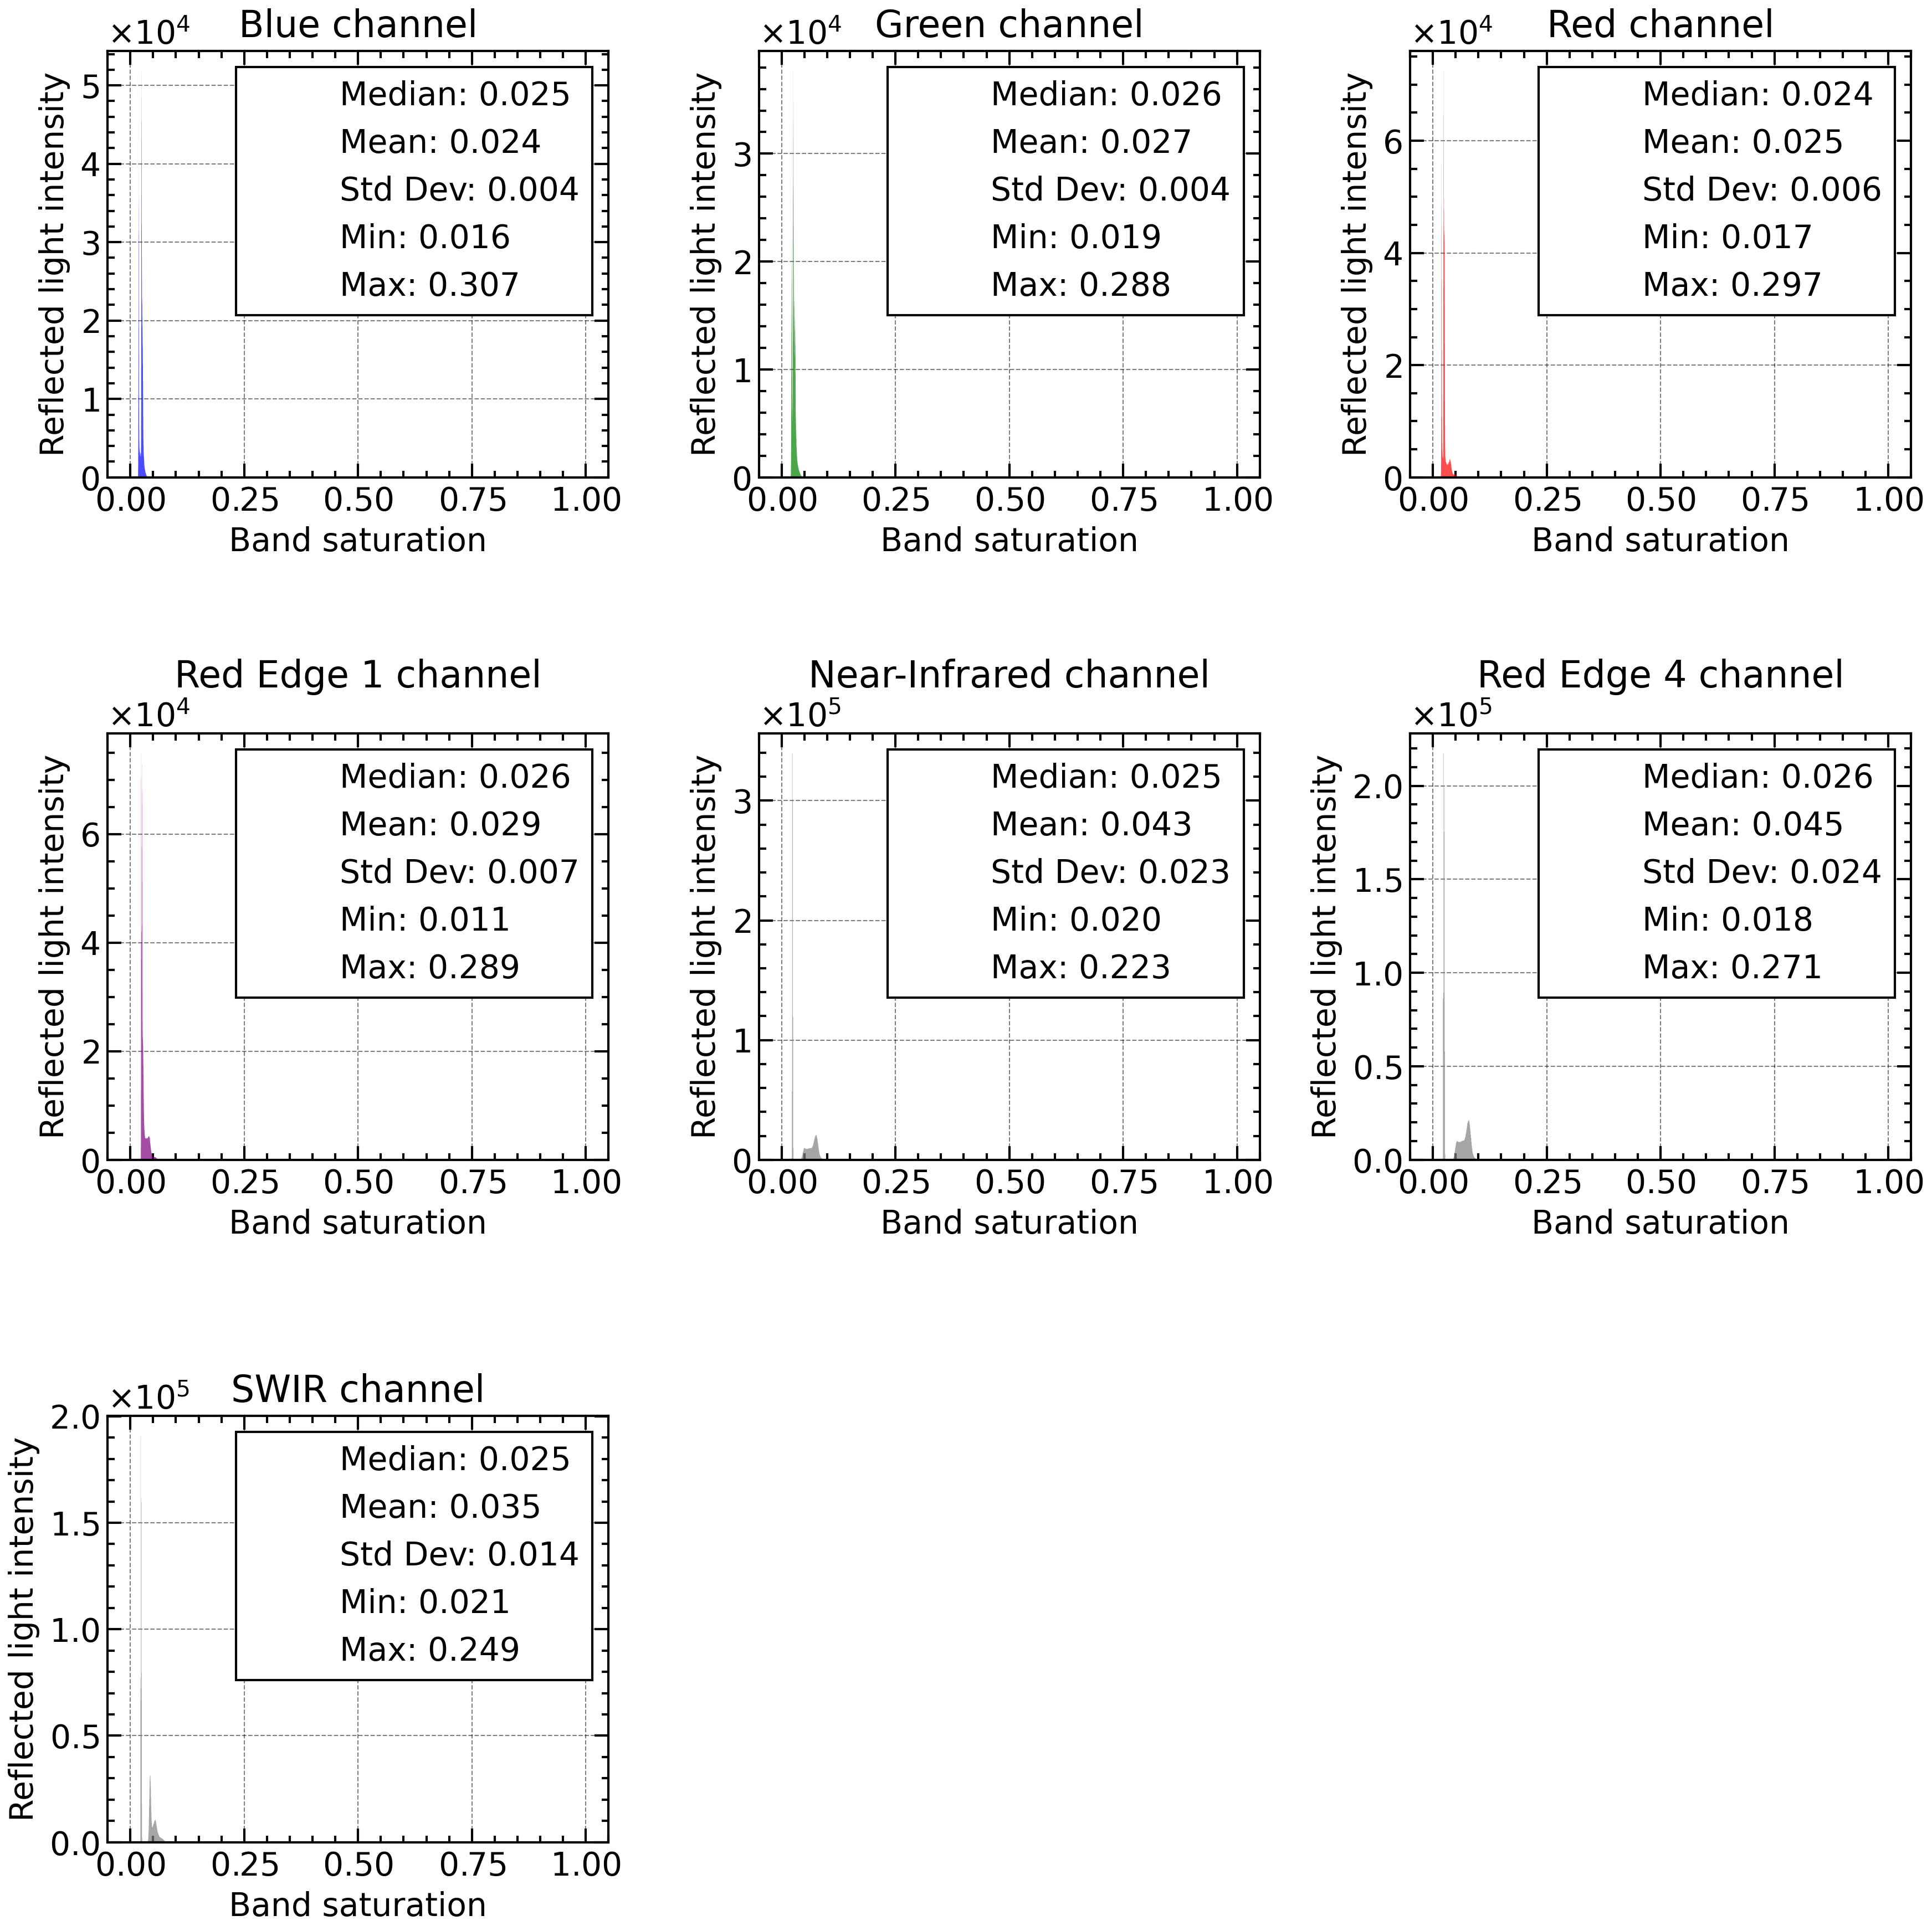 Blue channel
×10⁴
Reflected light intensity
5
4
3
2
1
0
Median: 0.025
Mean: 0.024
Std Dev: 0.004
Min: 0.016
Max: 0.307
0.00 0.25 0.50 0.75 1.00
Band saturation
Green channel
×10⁴
Reflected light intensity
3
2
1
0
Median: 0.026
Mean: 0.027
Std Dev: 0.004
Min: 0.019
Max: 0.288
0.00 0.25 0.50 0.75 1.00
Band saturation
Red channel
×10⁴
Reflected light intensity
6
4
2
0
Median: 0.024
Mean: 0.025
Std Dev: 0.006
Min: 0.017
Max: 0.297
0.00 0.25 0.50 0.75 1.00
Band saturation
Red Edge 1 channel
×10⁴
Reflected light intensity
6
4
2
0
Median: 0.026
Mean: 0.029
Std Dev: 0.007
Min: 0.011
Max: 0.289
0.00 0.25 0.50 0.75 1.00
Band saturation
Near-Infrared channel
×10⁵
Reflected light intensity
3
2
1
0
Median: 0.025
Mean: 0.043
Std Dev: 0.023
Min: 0.020
Max: 0.223
0.00 0.25 0.50 0.75 1.00
Band saturation
Red Edge 4 channel
×10⁵
Reflected light intensity
2.0
1.5
1.0
0.5
0.0
Median: 0.026
Mean: 0.045
Std Dev: 0.024
Min: 0.018
Max: 0.271
0.00 0.25 0.50 0.75 1.00
Band saturation
SWIR channel
×10⁵
Reflected light intensity
2.0
1.5
1.0
0.5
0.0
Median: 0.025
Mean: 0.035
Std Dev: 0.014
Min: 0.021
Max: 0.249
0.00 0.25 0.50 0.75 1.00
Band saturation